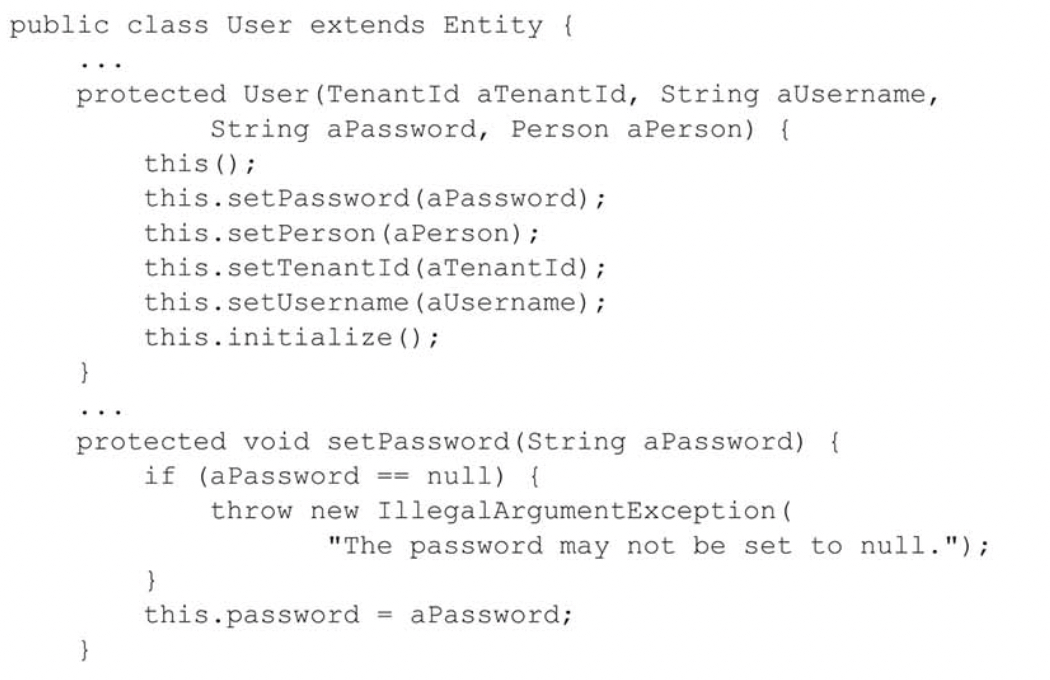 public class User extends Entity {
    ...
    protected User(TenantId aTenantId, String aUsername,
            String aPassword, Person aPerson) {
        this();
        this.setPassword(aPassword);
        this.setPerson(aPerson);
        this.setTenantId(aTenantId);
        this.setUsername(aUsername);
        this.initialize();
    }
    ...
    protected void setPassword(String aPassword) {
        if (aPassword == null) {
            throw new IllegalArgumentException(
                   "The password may not be set to null.");
        }
        this.password = aPassword;
    }